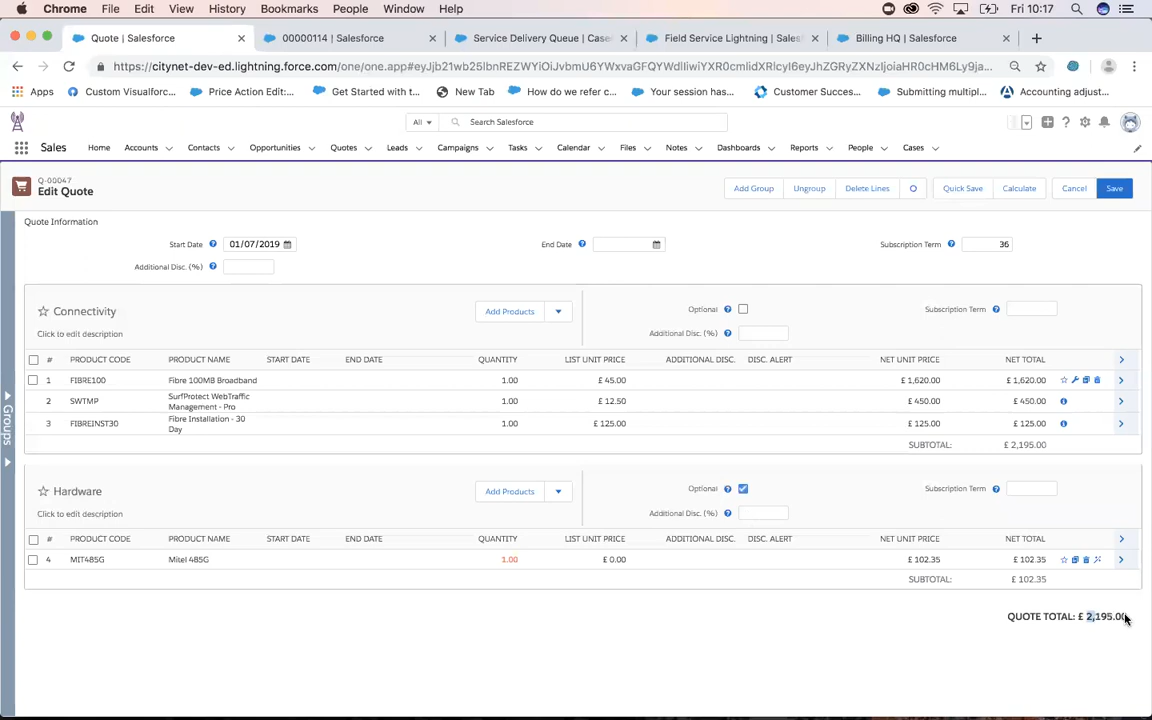 Chrome File Edit View History Bookmarks People Window Help Fri 10:17
Quote | Salesforce 00000114 | Salesforce Service Delivery Queue | Case Field Service Lightning | Sales Billing HQ | Salesforce
Apps Custom Visualforc... Price Action Edit:... Get Started with t... New Tab How do we refer c... Your session has... Customer Succes... Submitting multipl... Accounting adjust...
All Search Salesforce
Sales Home Accounts Contacts Opportunities Quotes Leads Campaigns Tasks Calendar Files Notes Dashboards Reports People Cases
Q-00047
Edit Quote
Add Group Ungroup Delete Lines Quick Save Calculate Cancel Save
Quote Information
Start Date 01/07/2019 End Date Subscription Term 36
Additional Disc. (%)
Groups
Connectivity Add Products Optional Subscription Term
Click to edit description Additional Disc. (%)
# PRODUCT CODE PRODUCT NAME START DATE END DATE QUANTITY LIST UNIT PRICE ADDITIONAL DISC. DISC. ALERT NET UNIT PRICE NET TOTAL
1 FIBRE100 Fibre 100MB Broadband 1.00 £ 45.00 £ 1,620.00 £ 1,620.00
2 SWTMP SurfProtect WebTraffic Management - Pro 1.00 £ 12.50 £ 450.00 £ 450.00
3 FIBREINST30 Fibre Installation - 30 Day 1.00 £ 125.00 £ 125.00 £ 125.00
SUBTOTAL: £ 2,195.00
Hardware Add Products Optional Subscription Term
Click to edit description Additional Disc. (%)
# PRODUCT CODE PRODUCT NAME START DATE END DATE QUANTITY LIST UNIT PRICE ADDITIONAL DISC. DISC. ALERT NET UNIT PRICE NET TOTAL
4 MIT485G Mitel 485G 1.00 £ 0.00 £ 102.35 £ 102.35
SUBTOTAL: £ 102.35
QUOTE TOTAL: £ 2,195.00